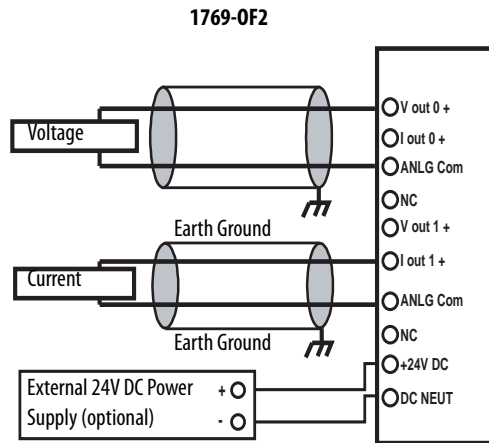 1769-OF2
V out 0 +
Voltage
I out 0 +
ANLG Com
NC
Earth Ground
V out 1 +
I out 1 +
Current
ANLG Com
Earth Ground
NC
+24V DC
External 24V DC Power +
Supply (optional) -
DC NEUT